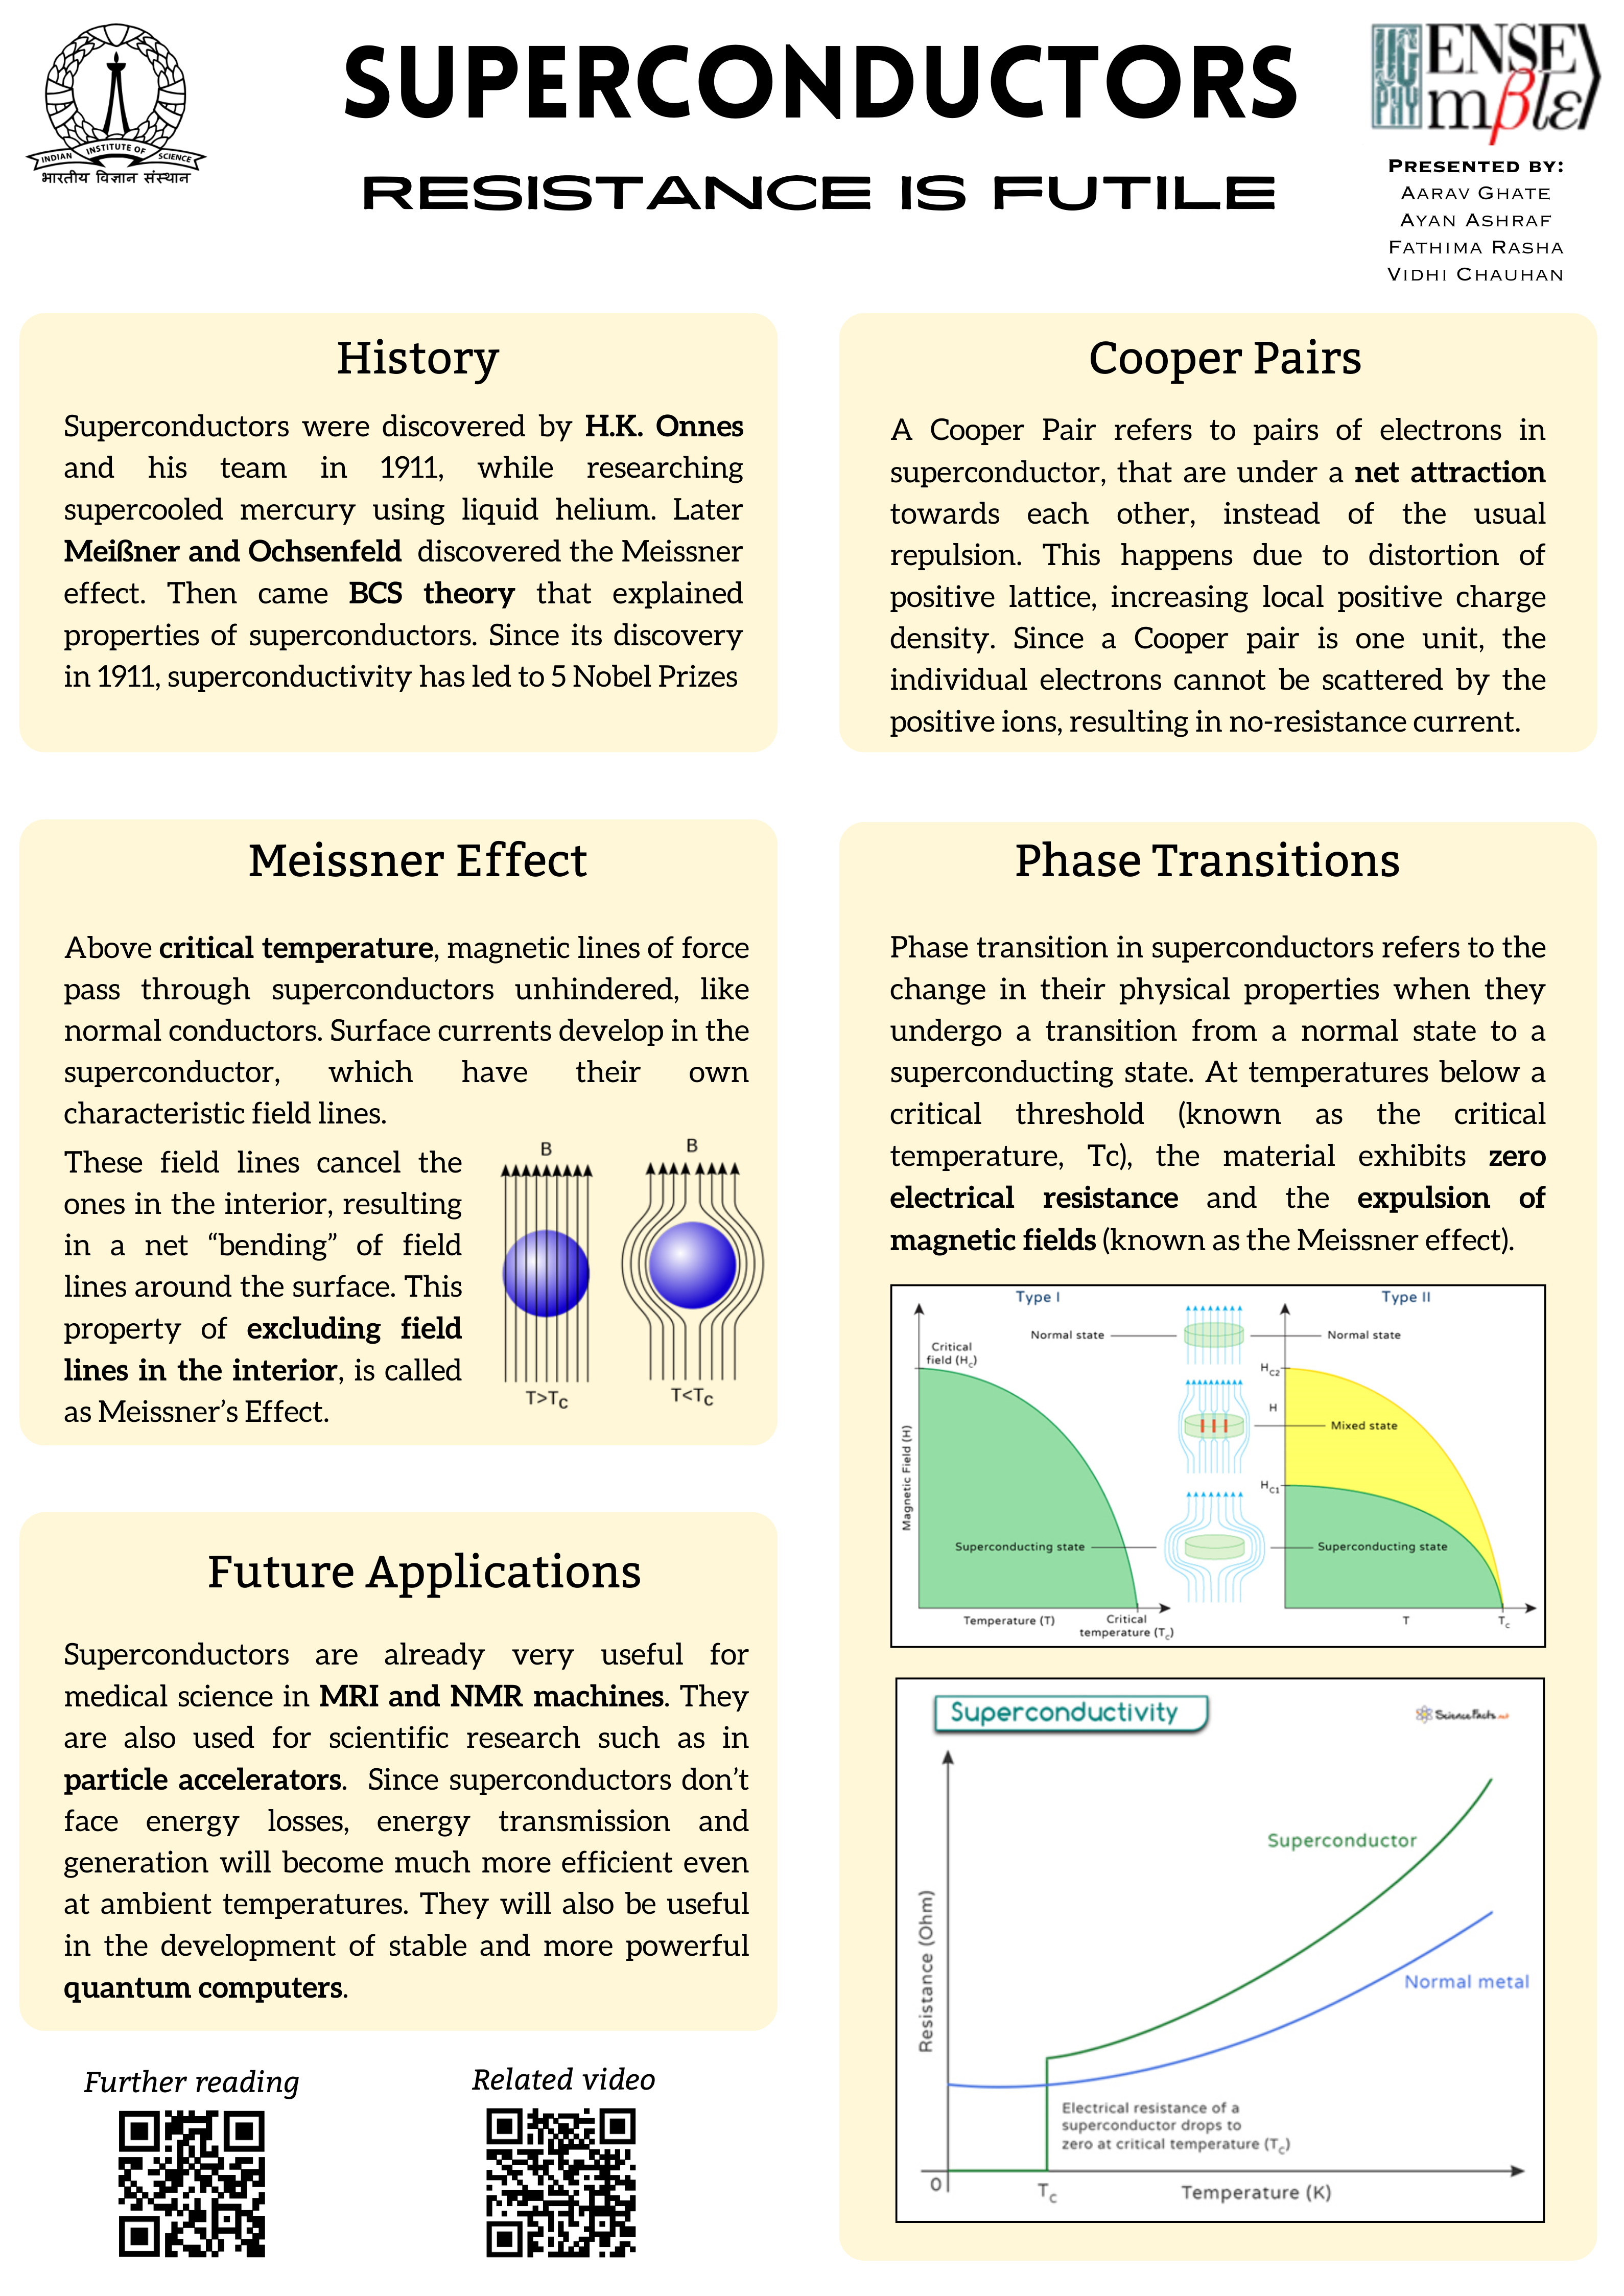 SUPERCONDUCTORS
RESISTANCE IS FUTILE
INDIAN INSTITUTE OF SCIENCE
भारतीय विज्ञान संस्थान
UG PHY
ENSE
mβlε
PRESENTED BY:
AARAV GHATE
AYAN ASHRAF
FATHIMA RASHA
VIDHI CHAUHAN
History
Superconductors were discovered by H.K. Onnes
and his team in 1911, while researching
supercooled mercury using liquid helium. Later
Meißner and Ochsenfeld discovered the Meissner
effect. Then came BCS theory that explained
properties of superconductors. Since its discovery
in 1911, superconductivity has led to 5 Nobel Prizes
Cooper Pairs
A Cooper Pair refers to pairs of electrons in
superconductor, that are under a net attraction
towards each other, instead of the usual
repulsion. This happens due to distortion of
positive lattice, increasing local positive charge
density. Since a Cooper pair is one unit, the
individual electrons cannot be scattered by the
positive ions, resulting in no-resistance current.
Meissner Effect
Above critical temperature, magnetic lines of force
pass through superconductors unhindered, like
normal conductors. Surface currents develop in the
superconductor, which have their own
characteristic field lines.
These field lines cancel the
ones in the interior, resulting
in a net “bending” of field
lines around the surface. This
property of excluding field
lines in the interior, is called
as Meissner’s Effect.
B
B
T>Tc
T<Tc
Phase Transitions
Phase transition in superconductors refers to the
change in their physical properties when they
undergo a transition from a normal state to a
superconducting state. At temperatures below a
critical threshold (known as the critical
temperature, Tc), the material exhibits zero
electrical resistance and the expulsion of
magnetic fields (known as the Meissner effect).
Type I
Type II
Normal state
Normal state
Critical
field (Hc)
Magnetic Field (H)
Superconducting state
Temperature (T)
Critical
temperature (Tc)
HC2
H
Mixed state
HC1
Superconducting state
T
Tc
Superconductivity
ScienceFacts.net
Superconductor
Normal metal
Resistance (Ohm)
Electrical resistance of a
superconductor drops to
zero at critical temperature (Tc)
0
Tc
Temperature (K)
Future Applications
Superconductors are already very useful for
medical science in MRI and NMR machines. They
are also used for scientific research such as in
particle accelerators. Since superconductors don’t
face energy losses, energy transmission and
generation will become much more efficient even
at ambient temperatures. They will also be useful
in the development of stable and more powerful
quantum computers.
Further reading
Related video